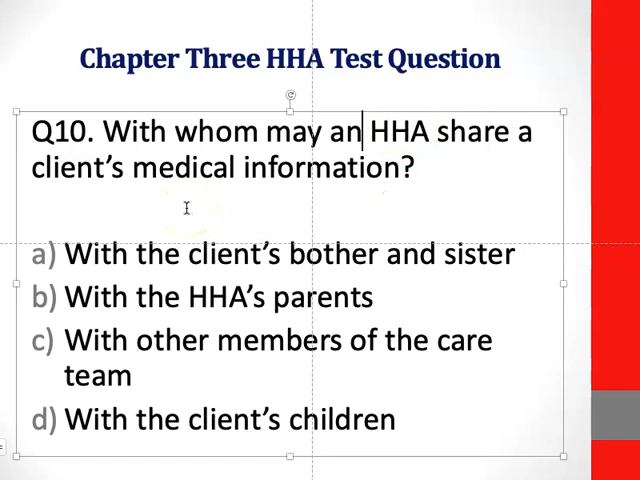 Chapter Three HHA Test Question
Q10. With whom may an HHA share a
client's medical information?
a) With the client's bother and sister
b) With the HHA's parents
c) With other members of the care
team
d) With the client's children